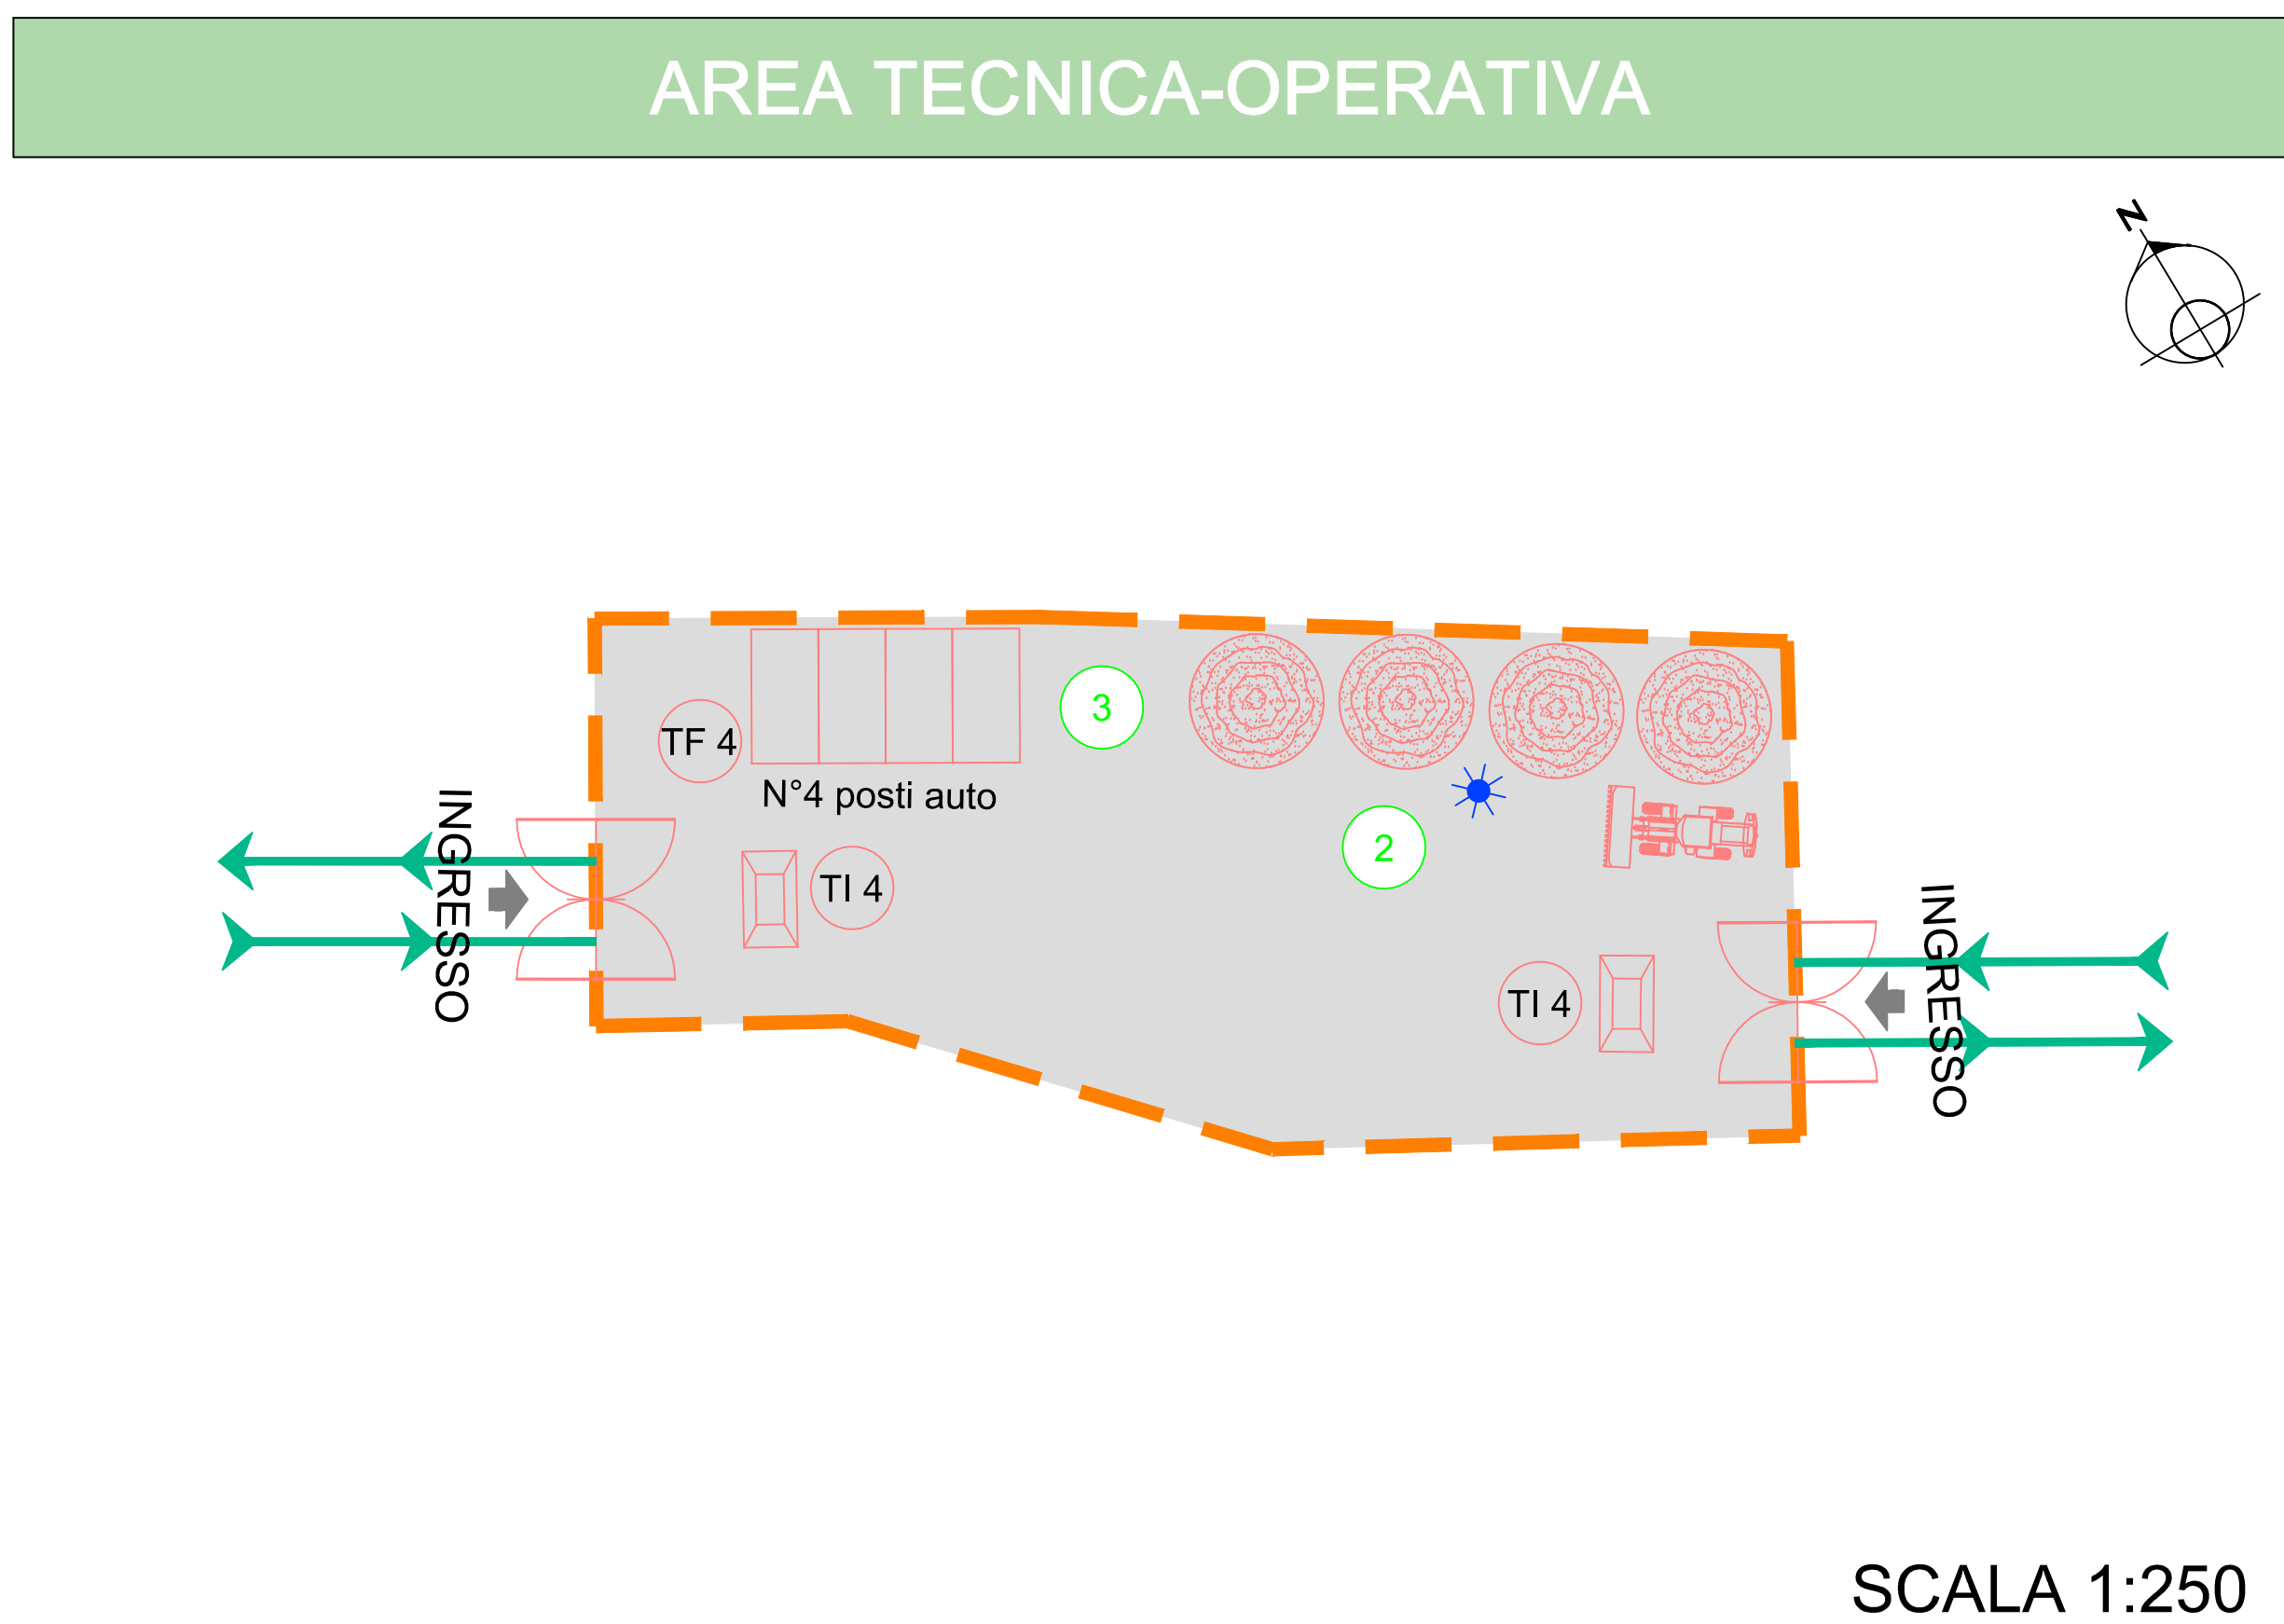 AREA TECNICA-OPERATIVA
N
3
TF 4
N°4 posti auto
2
INGRESSO
TI 4
INGRESSO
TI 4
SCALA 1:250